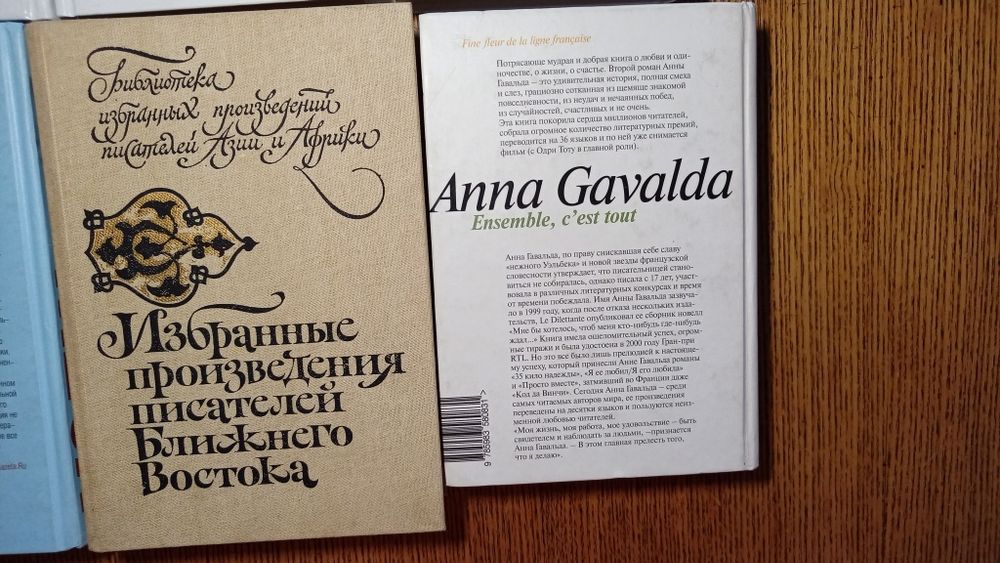 Библиотека
избранных произведений
писателей Азии и Африки
Избранные
произведения
писателей
Ближнего
Востока
Fine fleur de la ligne française
Потрясающе мудрая и добрая книга о любви и оди-
ночестве, о жизни, о счастье. Второй роман Анны
Гавальда – это удивительная история, полная смеха
и слез, грациозно сотканная из щемяще знакомой
повседневности, из неудач и нечаянных побед,
из случайностей, счастливых и не очень.
Эта книга покорила сердца миллионов читателей,
собрала огромное количество литературных премий,
переводится на 36 языков и по ней уже снимается
фильм (с Одри Тоту в главной роли).
Anna Gavalda
Ensemble, c’est tout
Анна Гавальда, по праву снискавшая себе славу
«нежного Уэльбека» и новой звезды французской
словесности утверждает, что писательницей стано-
виться не собиралась, однако писала с 17 лет, участ-
вовала в различных литературных конкурсах и время
от времени побеждала. Имя Анны Гавальда зазвуча-
ло в 1999 году, когда после отказа нескольких изда-
тельств, Le Dilettante опубликовал ее сборник новелл
«Мне бы хотелось, чтоб меня кто-нибудь где-нибудь
ждал...» Книга имела ошеломительный успех, огром-
ные тиражи и была удостоена в 2000 году Гран-при
RTL. Но это все было лишь прелюдией к настояще-
му успеху, который принесли Анне Гавальда романы
«35 кило надежды», «Я ее любил/Я его любила»
и «Просто вместе», затмивший во Франции даже
«Код да Винчи». Сегодня Анна Гавальда – среди
самых читаемых авторов мира, ее произведения
переведены на десятки языков и пользуются неиз-
менной любовью читателей.
«Моя жизнь, моя работа, мое удовольствие – быть
свидетелем и наблюдать за людьми, –признается
Анна Гавальда. – В этом главная прелесть того,
что я делаю».
9 785983 580831 >